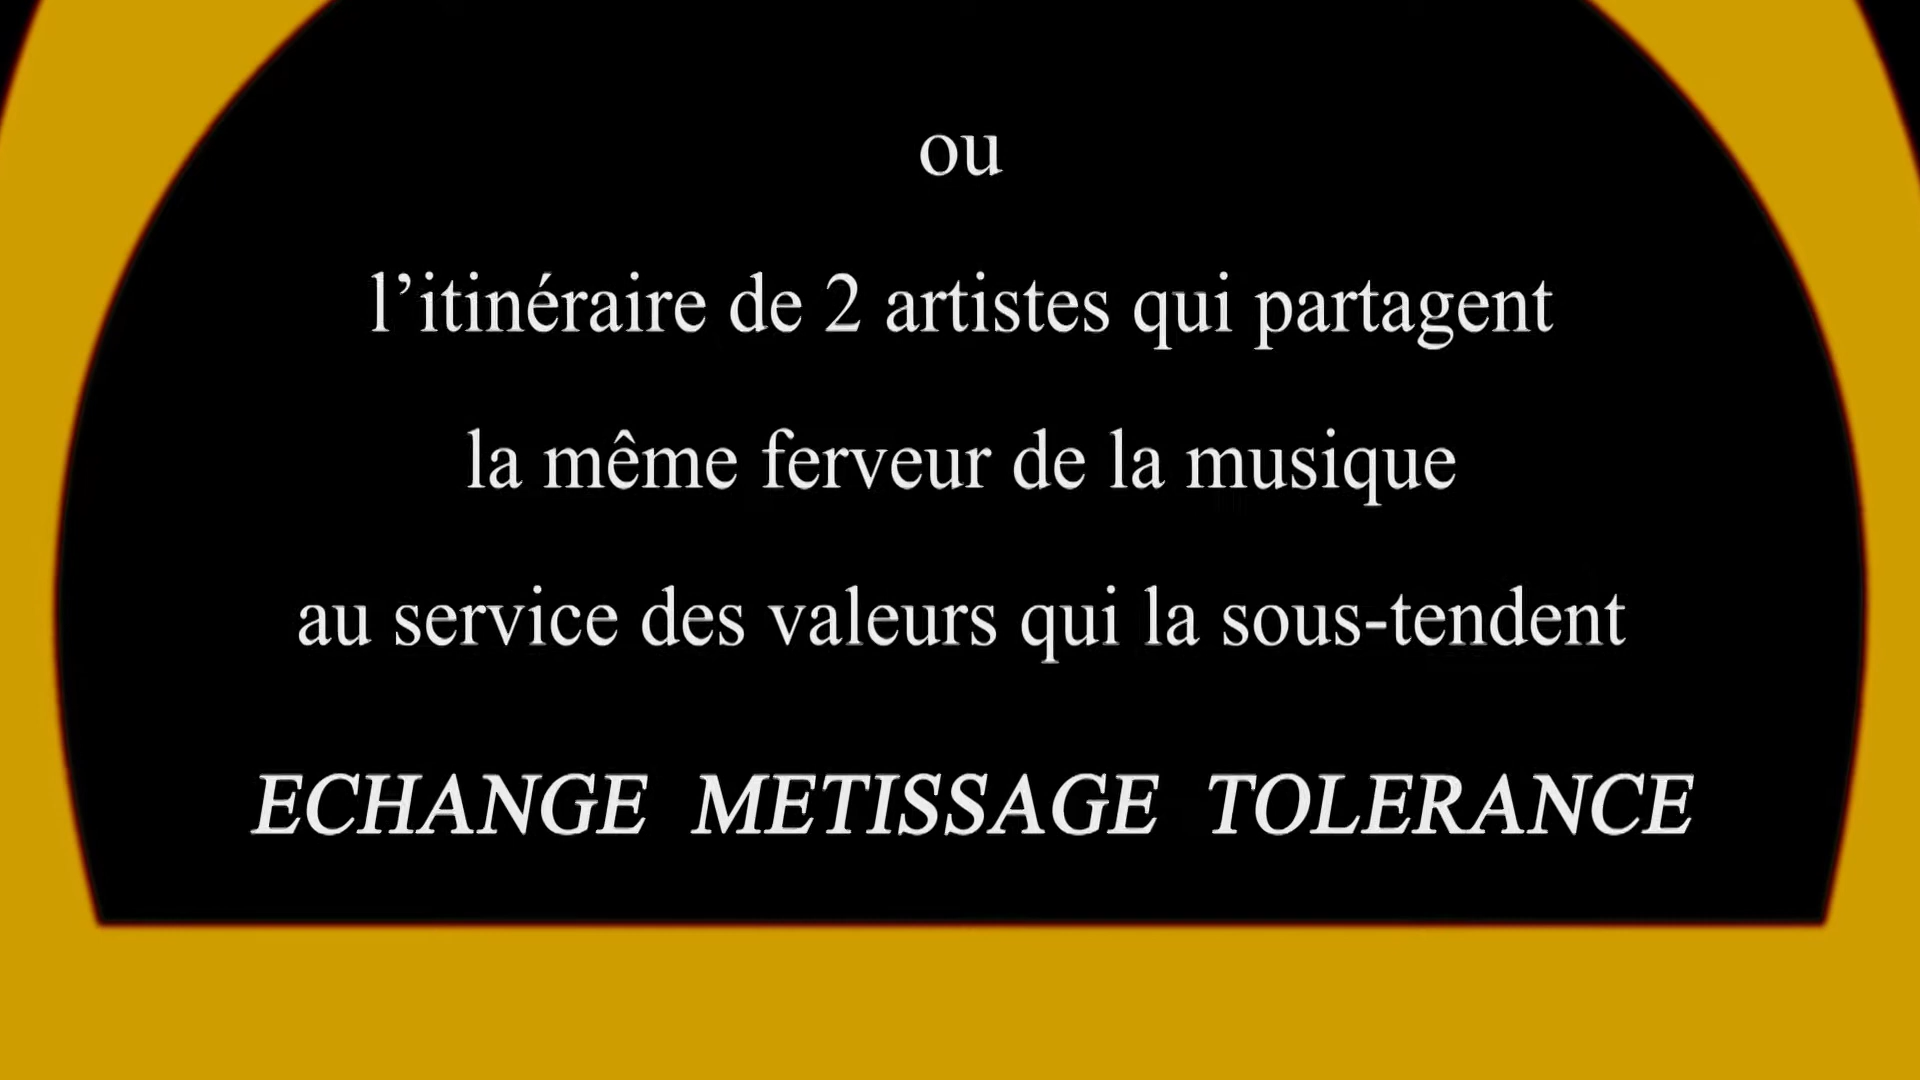 ou
l’itinéraire de 2 artistes qui partagent
la même ferveur de la musique
au service des valeurs qui la sous-tendent
ECHANGE METISSAGE TOLERANCE